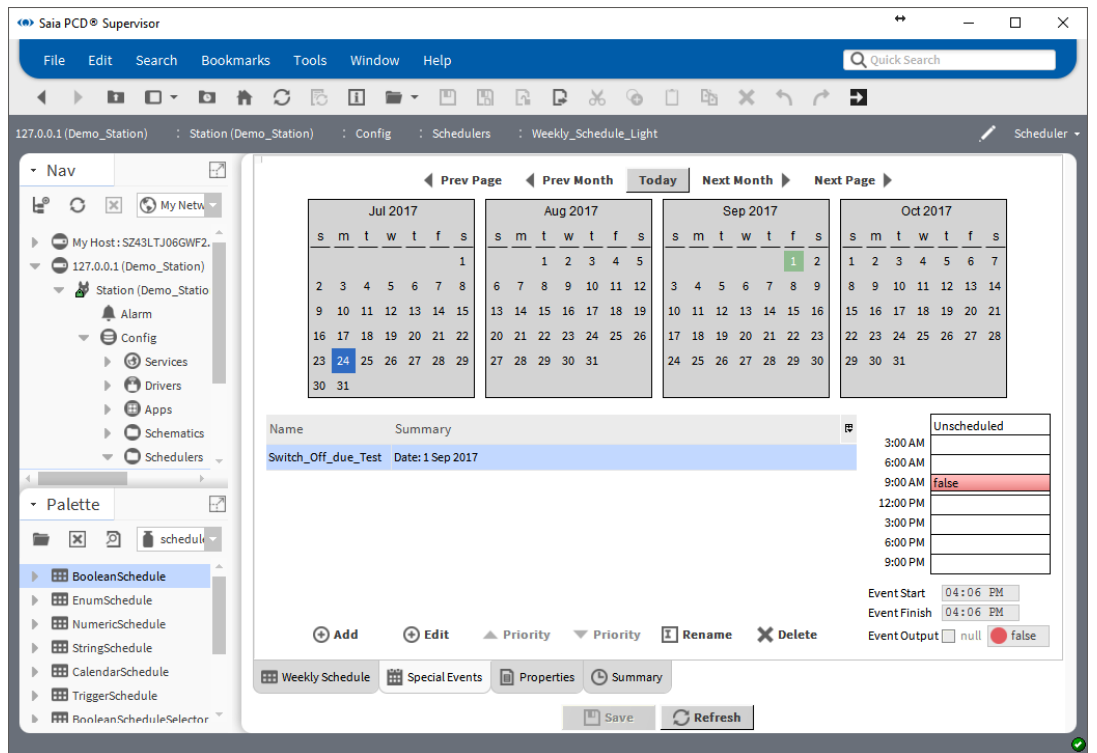 Saia PCD® Supervisor
File Edit Search Bookmarks Tools Window Help
Quick Search
127.0.0.1 (Demo_Station) : Station (Demo_Station) : Config : Schedulers : Weekly_Schedule_Light
Scheduler
Nav
My Netw
My Host : SZ43LTJ06GWF2.
127.0.0.1 (Demo_Station)
Station (Demo_Statio
Alarm
Config
Services
Drivers
Apps
Schematics
Schedulers
Palette
schedul
BooleanSchedule
EnumSchedule
NumericSchedule
StringSchedule
CalendarSchedule
TriggerSchedule
BooleanScheduleSelector
Prev Page Prev Month Today Next Month Next Page
Jul 2017
s m t w t f s
1
2 3 4 5 6 7 8
9 10 11 12 13 14 15
16 17 18 19 20 21 22
23 24 25 26 27 28 29
30 31
Aug 2017
s m t w t f s
1 2 3 4 5
6 7 8 9 10 11 12
13 14 15 16 17 18 19
20 21 22 23 24 25 26
27 28 29 30 31
Sep 2017
s m t w t f s
1 2
3 4 5 6 7 8 9
10 11 12 13 14 15 16
17 18 19 20 21 22 23
24 25 26 27 28 29 30
Oct 2017
s m t w t f s
1 2 3 4 5 6 7
8 9 10 11 12 13 14
15 16 17 18 19 20 21
22 23 24 25 26 27 28
29 30 31
Name Summary
Switch_Off_due_Test Date: 1 Sep 2017
Unscheduled
3:00 AM
6:00 AM
9:00 AM false
12:00 PM
3:00 PM
6:00 PM
9:00 PM
Event Start 04:06 PM
Event Finish 04:06 PM
Event Output null false
Add Edit Priority Priority Rename Delete
Weekly Schedule Special Events Properties Summary
Save Refresh